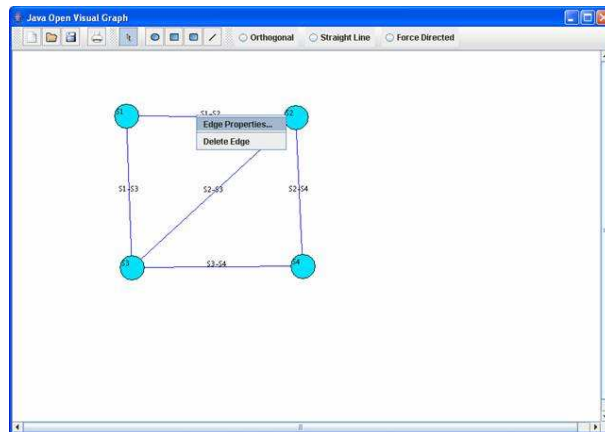 Java Open Visual Graph
Orthogonal Straight Line Force Directed
S1 S1-S2 S2
Edge Properties...
Delete Edge
S1-S3 S2-S3 S2-S4
S3 S3-S4 S4